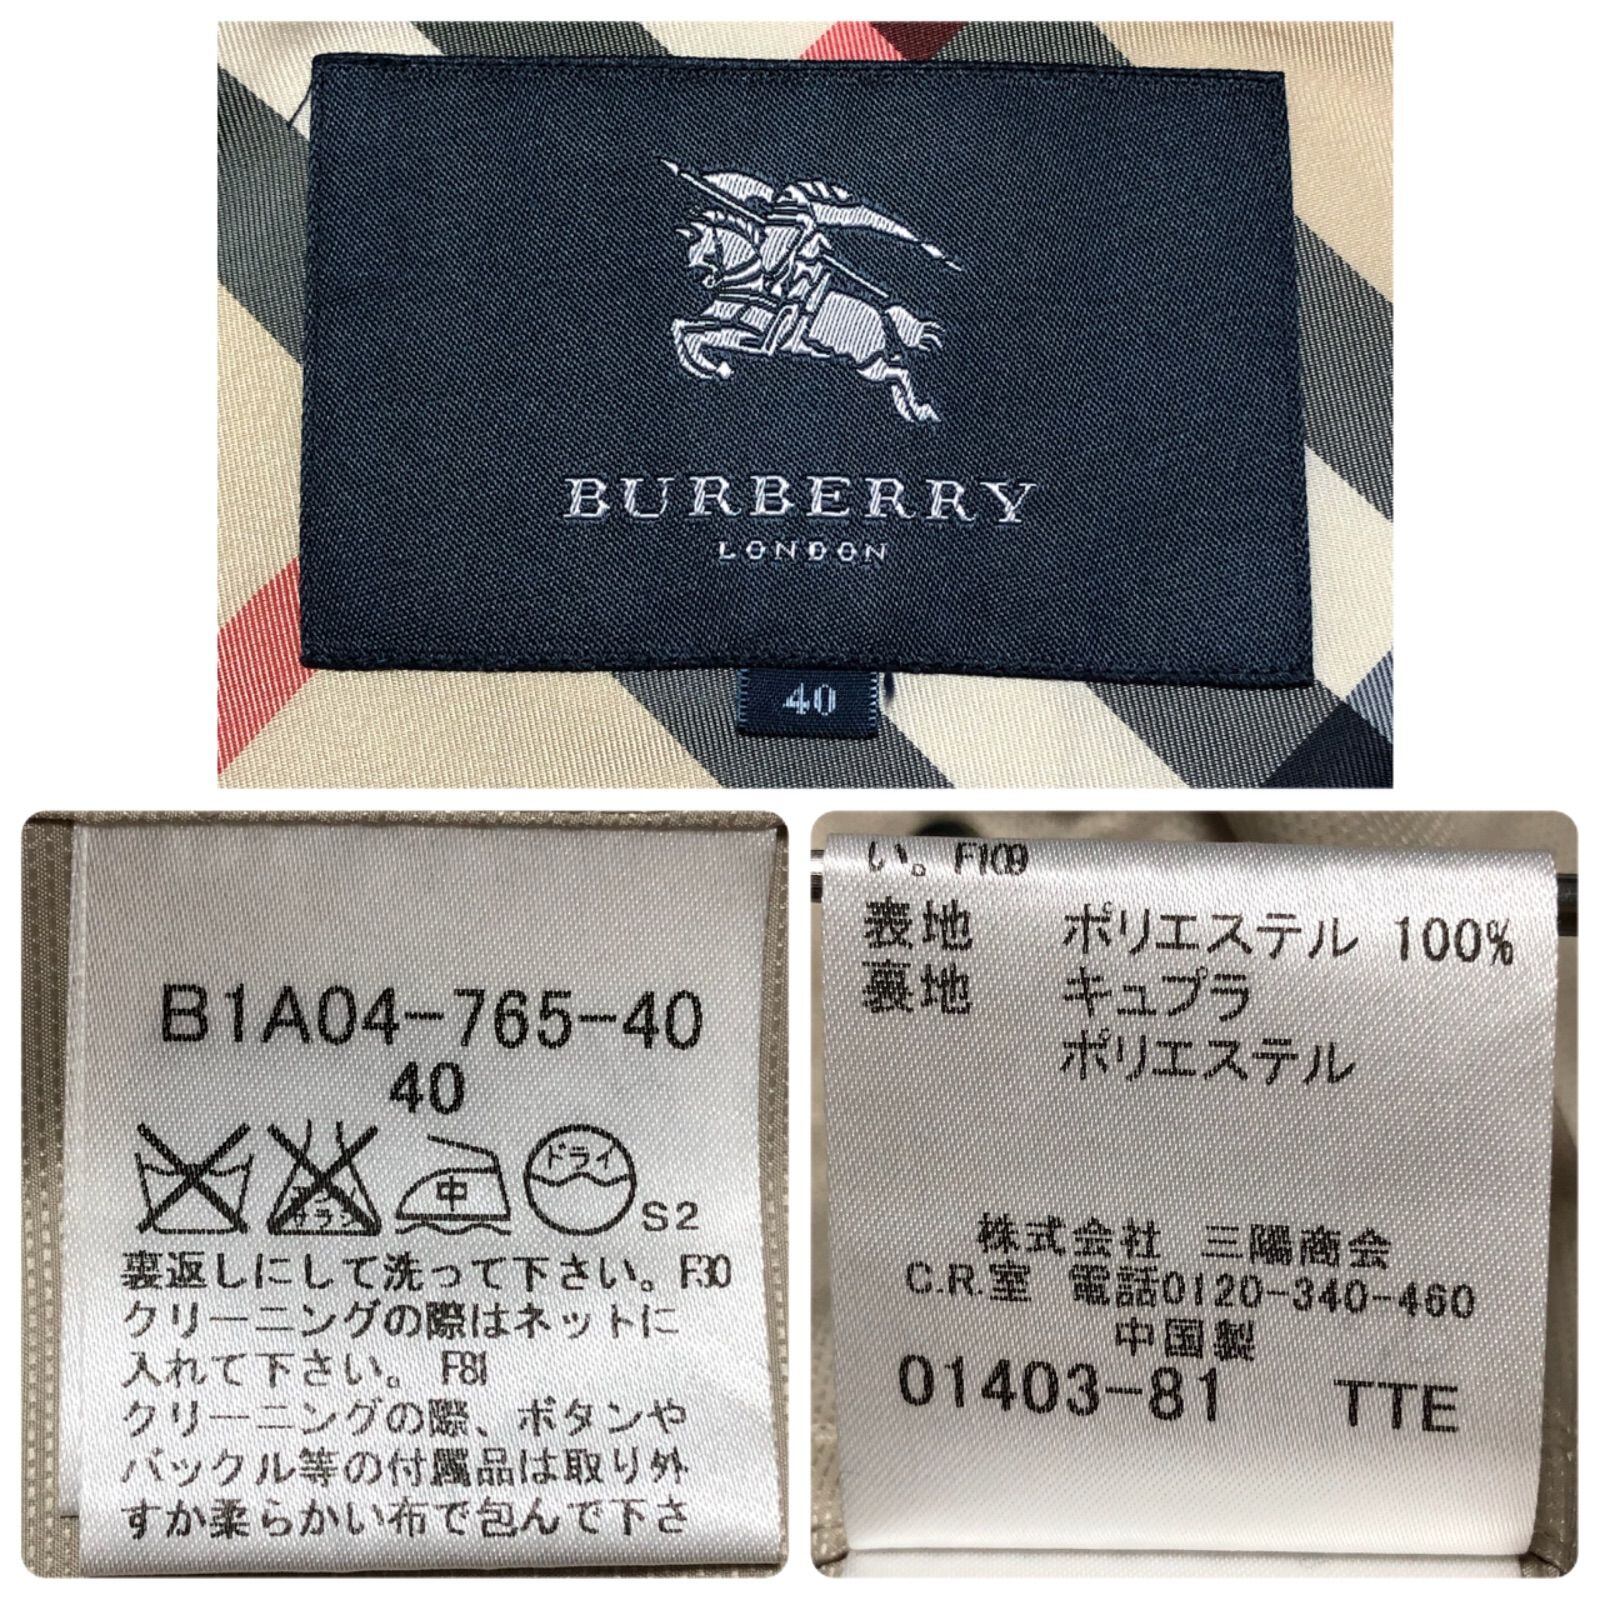 BURBERRY
LONDON
40
B1A04-765-40
40
中
ドライ
S2
裏返しにして洗って下さい。F30
クリーニングの際はネットに
入れて下さい。 F81
クリーニングの際、ボタンや
バックル等の付属品は取り外
すか柔らかい布で包んで下さ
い。F109
表地 ポリエステル 100%
裏地 キュプラ
ポリエステル
株式会社 三陽商会
C.R.室 電話0120-340-460
中国製
01403-81 TTE